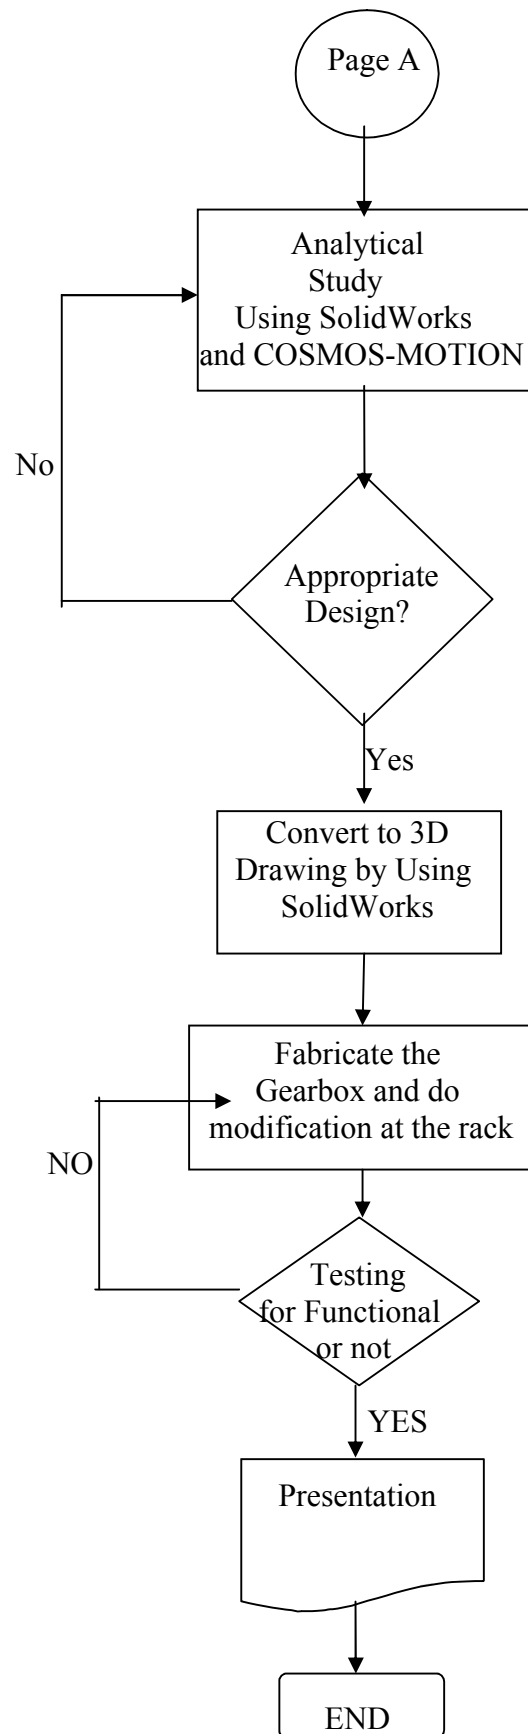 Page A
Analytical
Study
Using SolidWorks
and COSMOS-MOTION
No
Appropriate
Design?
Yes
Convert to 3D
Drawing by Using
SolidWorks
Fabricate the
Gearbox and do
modification at the rack
NO
Testing
for Functional
or not
YES
Presentation
END